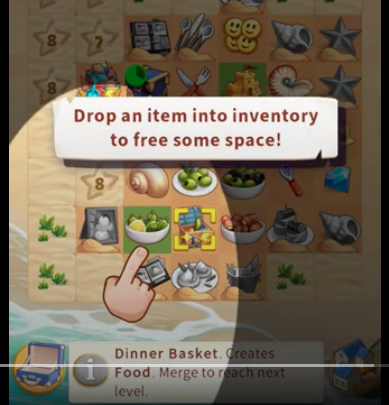 8
?
8
Drop an item into inventory
to free some space!
8
i
Dinner Basket. Creates
Food. Merge to reach next
level.